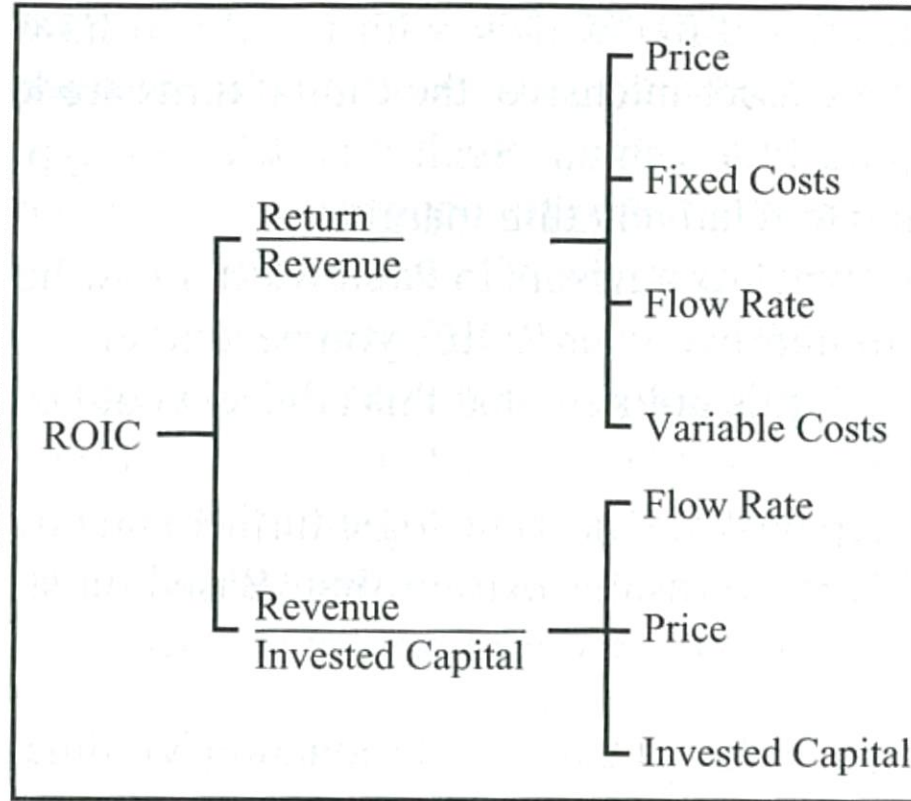 Price
Fixed Costs
Return
Revenue
Flow Rate
Variable Costs
ROIC
Flow Rate
Revenue
Invested Capital
Price
Invested Capital